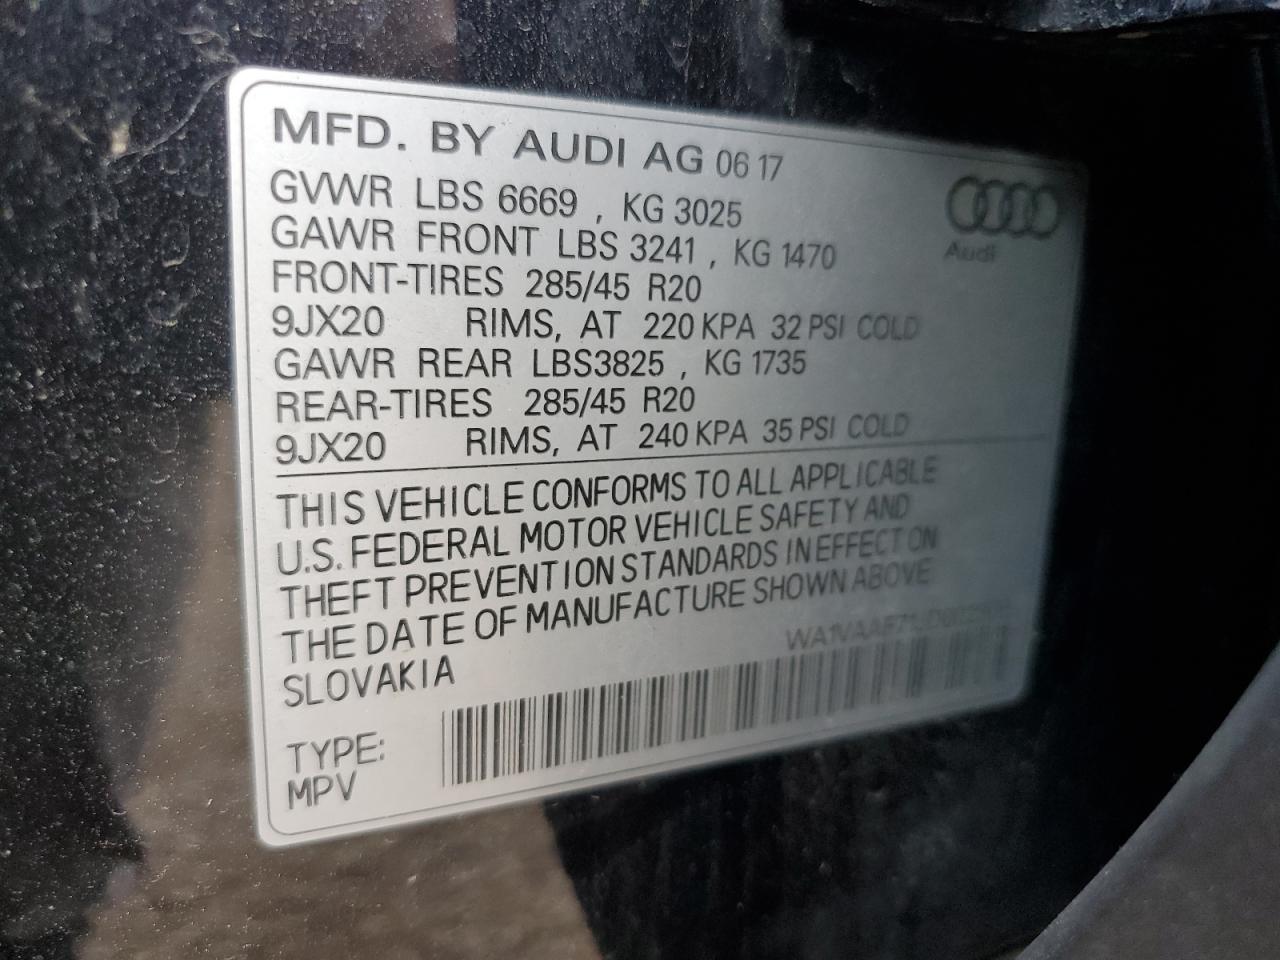 MFD. BY AUDI AG 06 17
GVWR LBS 6669 , KG 3025
GAWR FRONT LBS 3241 , KG 1470
Audi
FRONT-TIRES 285/45 R20
9JX20 RIMS, AT 220 KPA 32 PSI COLD
GAWR REAR LBS3825 , KG 1735
REAR-TIRES 285/45 R20
9JX20 RIMS, AT 240 KPA 35 PSI COLD
THIS VEHICLE CONFORMS TO ALL APPLICABLE
U.S. FEDERAL MOTOR VEHICLE SAFETY AND
THEFT PREVENTION STANDARDS IN EFFECT ON
THE DATE OF MANUFACTURE SHOWN ABOVE
SLOVAKIA
TYPE:
MPV